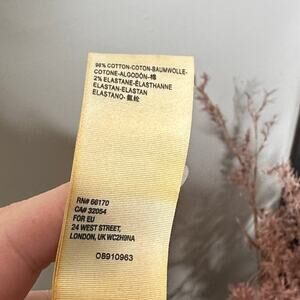 98% COTTON-COTON-BAUMWOLLE-
COTONE-ALGODÓN-棉
2% ELASTANE-ÉLASTHANNE
ELASTAN-ELASTAN
ELASTANO-氨纶
RN# 66170
CA# 32054
FOR EU
24 WEST STREET,
LONDON, UK WC2H9NA
OB910963